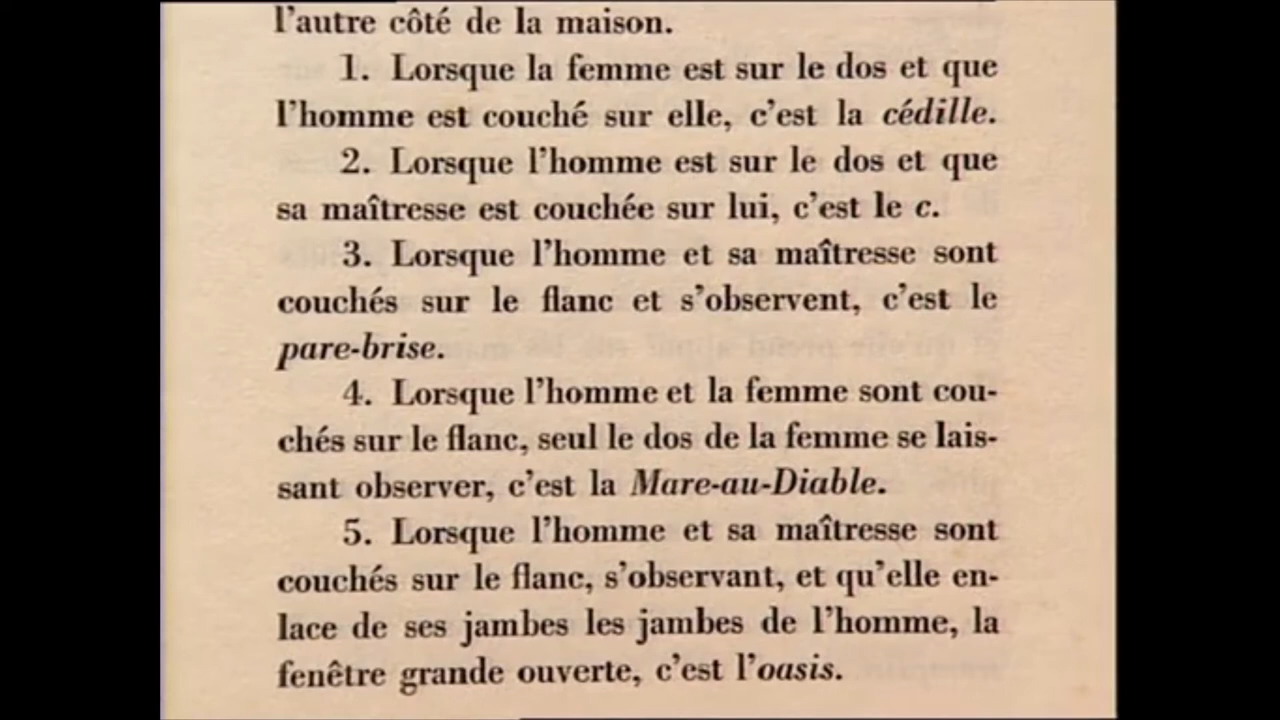 l’autre côté de la maison.
1. Lorsque la femme est sur le dos et que
l’homme est couché sur elle, c’est la cédille.
2. Lorsque l’homme est sur le dos et que
sa maîtresse est couchée sur lui, c’est le c.
3. Lorsque l’homme et sa maîtresse sont
couchés sur le flanc et s’observent, c’est le
pare-brise.
4. Lorsque l’homme et la femme sont cou-
chés sur le flanc, seul le dos de la femme se lais-
sant observer, c’est la Mare-au-Diable.
5. Lorsque l’homme et sa maîtresse sont
couchés sur le flanc, s’observant, et qu’elle en-
lace de ses jambes les jambes de l’homme, la
fenêtre grande ouverte, c’est l’oasis.